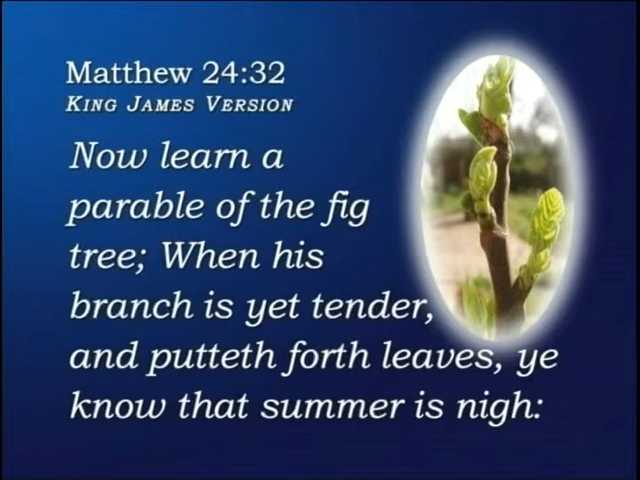 Matthew 24:32
King James Version
Now learn a
parable of the fig
tree; When his
branch is yet tender,
and putteth forth leaves, ye
know that summer is nigh: